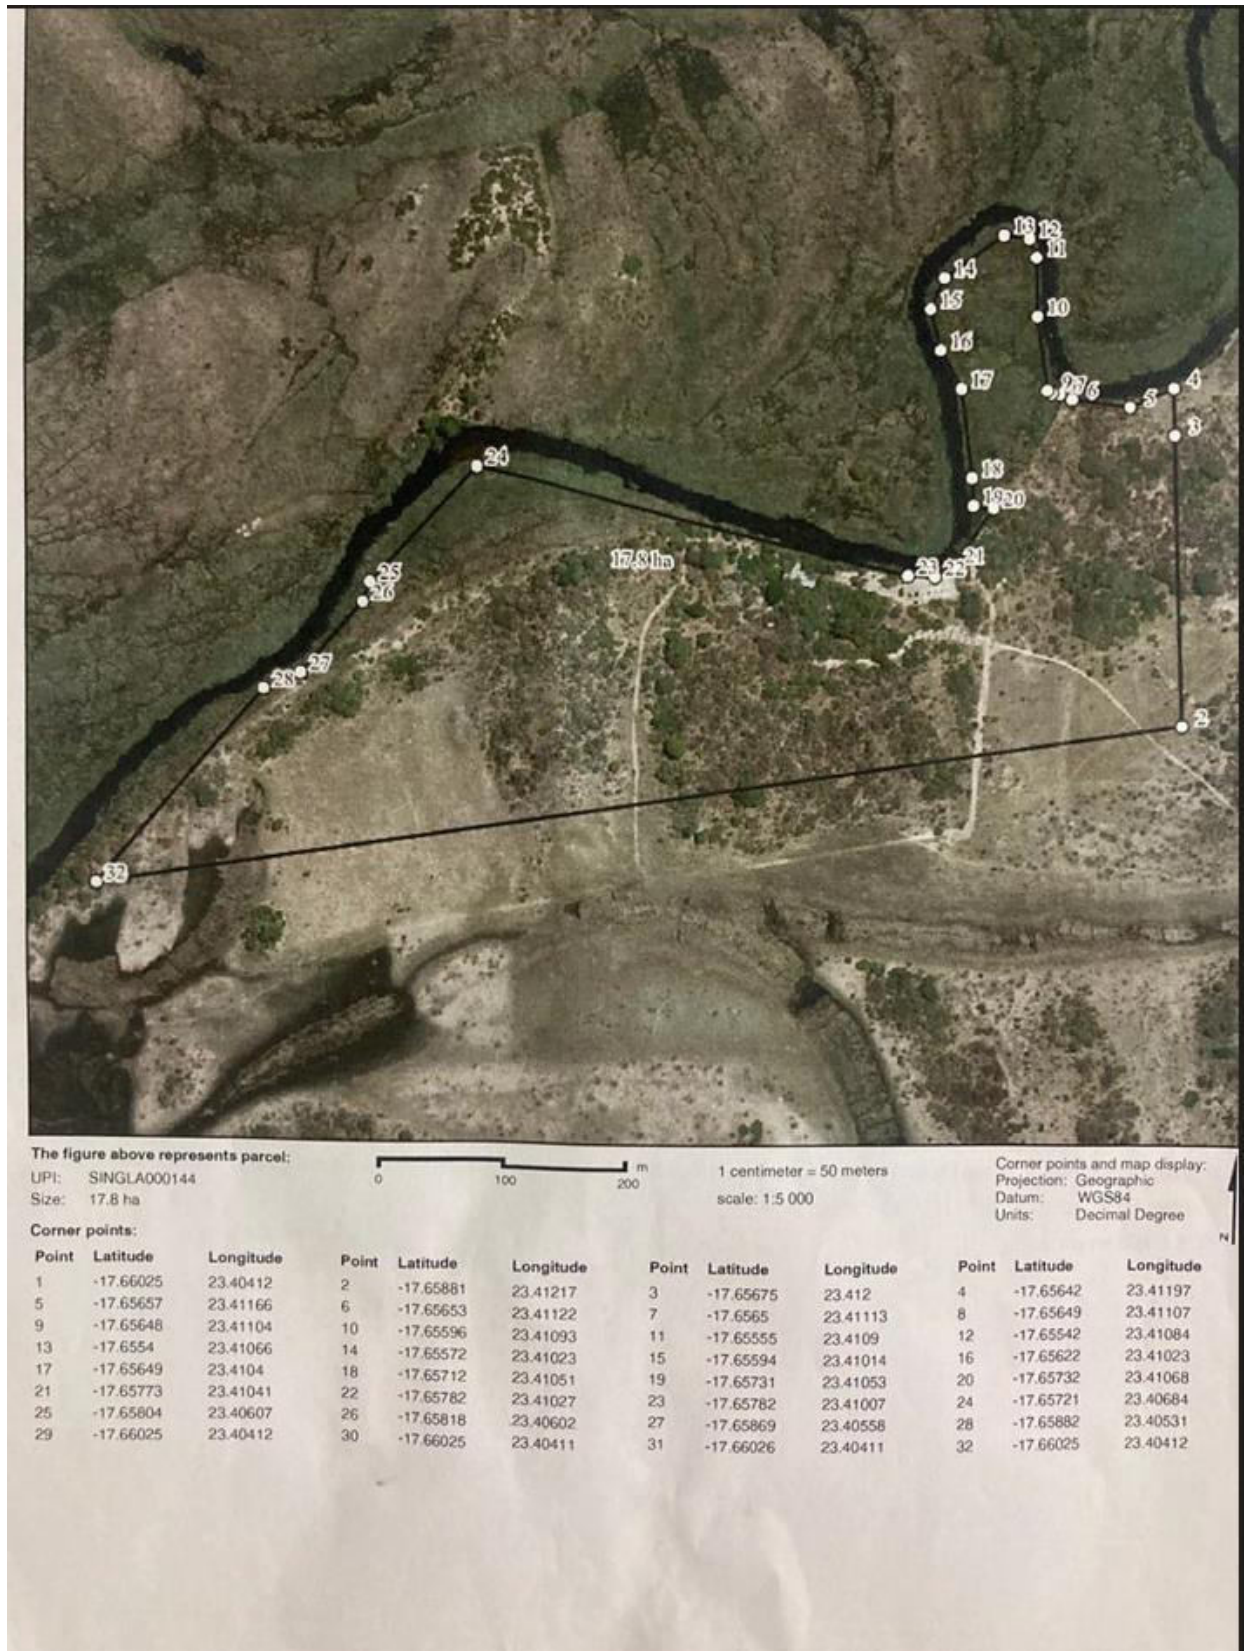 13
12
11
14
10
15
16
17
9
7
6
5
4
3
24
18
19
20
25
26
17.8 ha
23
22
21
27
28
2
32
The figure above represents parcel:
UPI: SINGLA000144
Size: 17.8 ha
0 100 200 m
1 centimeter = 50 meters
scale: 1:5 000
Corner points and map display:
Projection: Geographic
Datum: WGS84
Units: Decimal Degree
N
Corner points:
Point Latitude Longitude Point Latitude Longitude Point Latitude Longitude Point Latitude Longitude
1 -17.66025 23.40412 2 -17.65881 23.41217 3 -17.65675 23.412 4 -17.65642 23.41197
5 -17.65657 23.41166 6 -17.65653 23.41122 7 -17.6565 23.41113 8 -17.65649 23.41107
9 -17.65648 23.41104 10 -17.65596 23.41093 11 -17.65555 23.4109 12 -17.65542 23.41084
13 -17.6554 23.41066 14 -17.65572 23.41023 15 -17.65594 23.41014 16 -17.65622 23.41023
17 -17.65649 23.4104 18 -17.65712 23.41051 19 -17.65731 23.41053 20 -17.65732 23.41068
21 -17.65773 23.41041 22 -17.65782 23.41027 23 -17.65782 23.41007 24 -17.65721 23.40684
25 -17.65804 23.40607 26 -17.65818 23.40602 27 -17.65869 23.40558 28 -17.65882 23.40531
29 -17.66025 23.40412 30 -17.66025 23.40411 31 -17.66026 23.40411 32 -17.66025 23.40412